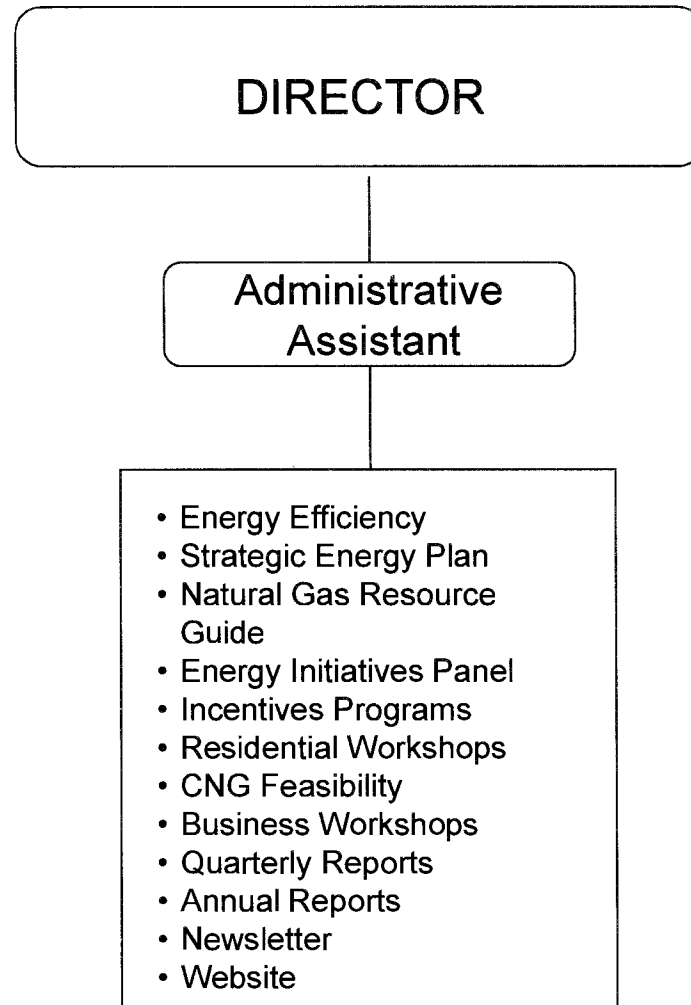 DIRECTOR
Administrative
Assistant
• Energy Efficiency
• Strategic Energy Plan
• Natural Gas Resource
Guide
• Energy Initiatives Panel
• Incentives Programs
• Residential Workshops
• CNG Feasibility
• Business Workshops
• Quarterly Reports
• Annual Reports
• Newsletter
• Website